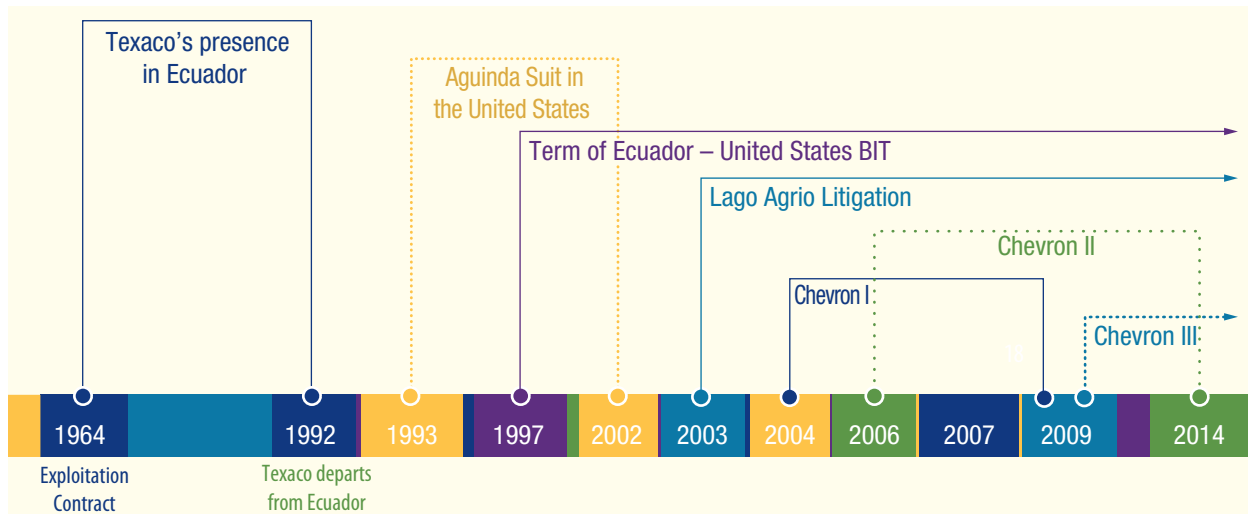 Texaco's presence
in Ecuador
Aguinda Suit in
the United States
Term of Ecuador – United States BIT
Lago Agrio Litigation
Chevron II
Chevron I
Chevron III
1964
1992
1993
1997
2002
2003
2004
2006
2007
2009
2014
Exploitation
Contract
Texaco departs
from Ecuador